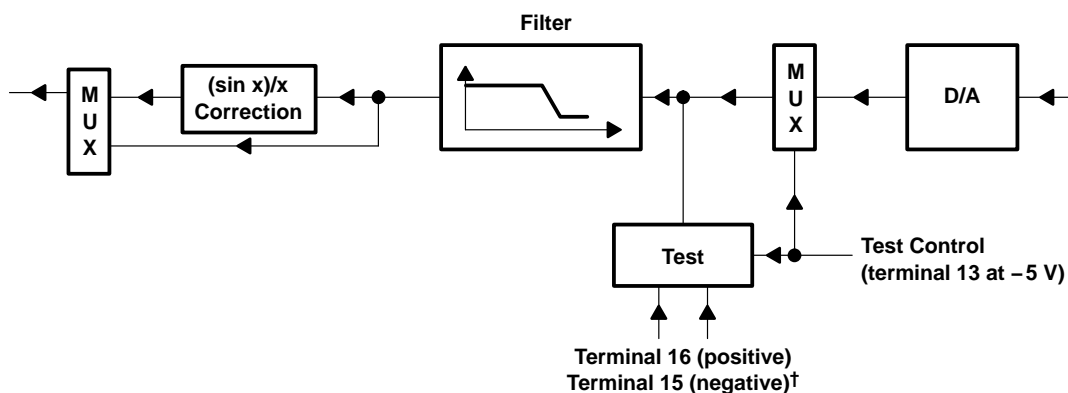 Filter
M
U
X
(sin x)/x
Correction
M
U
X
D/A
Test
Test Control
(terminal 13 at −5 V)
Terminal 16 (positive)
Terminal 15 (negative)†